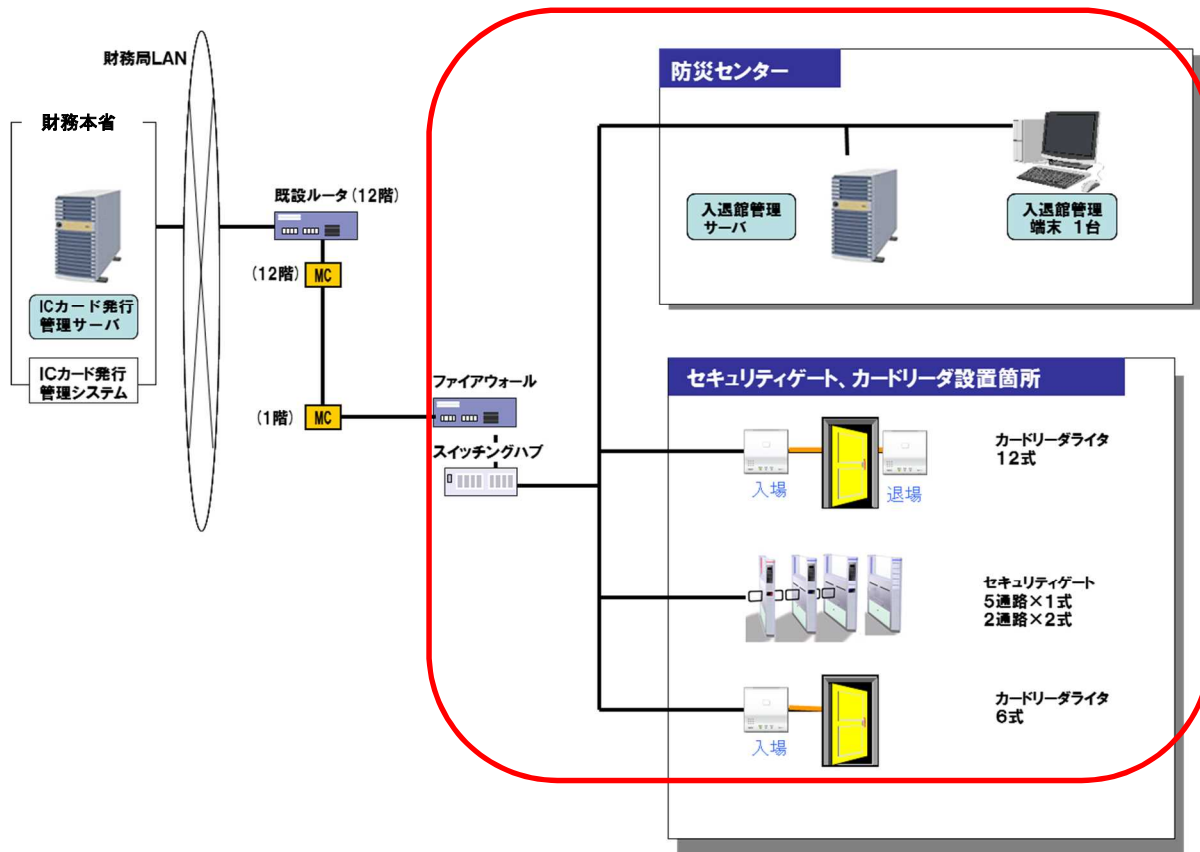 財務局LAN
財務本省
ICカード発行
管理サーバ
ICカード発行
管理システム
既設ルータ(12階)
(12階)
MC
(1階)
MC
ファイアウォール
スイッチングハブ
防災センター
入退館管理
サーバ
入退館管理
端末 1台
セキュリティゲート、カードリーダ設置箇所
カードリーダライタ
12式
入場
退場
セキュリティゲート
5通路×1式
2通路×2式
カードリーダライタ
6式
入場